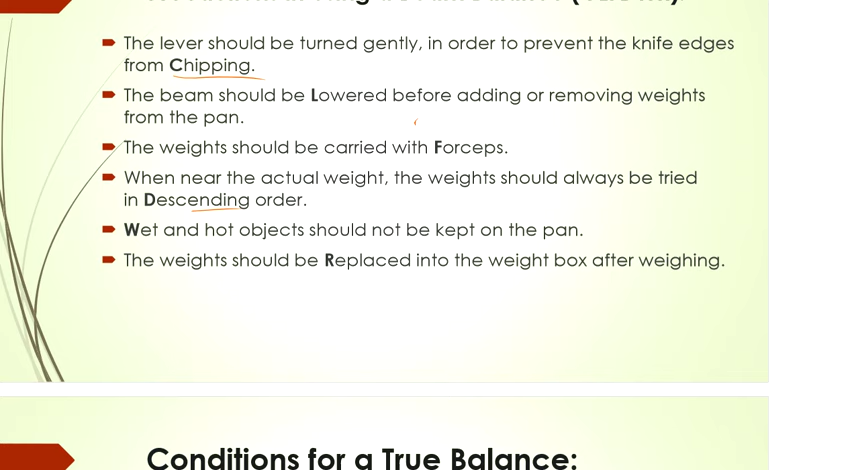 The lever should be turned gently, in order to prevent the knife edges
from Chipping.
The beam should be Lowered before adding or removing weights
from the pan.
The weights should be carried with Forceps.
When near the actual weight, the weights should always be tried
in Descending order.
Wet and hot objects should not be kept on the pan.
The weights should be Replaced into the weight box after weighing.
Conditions for a True Balance: